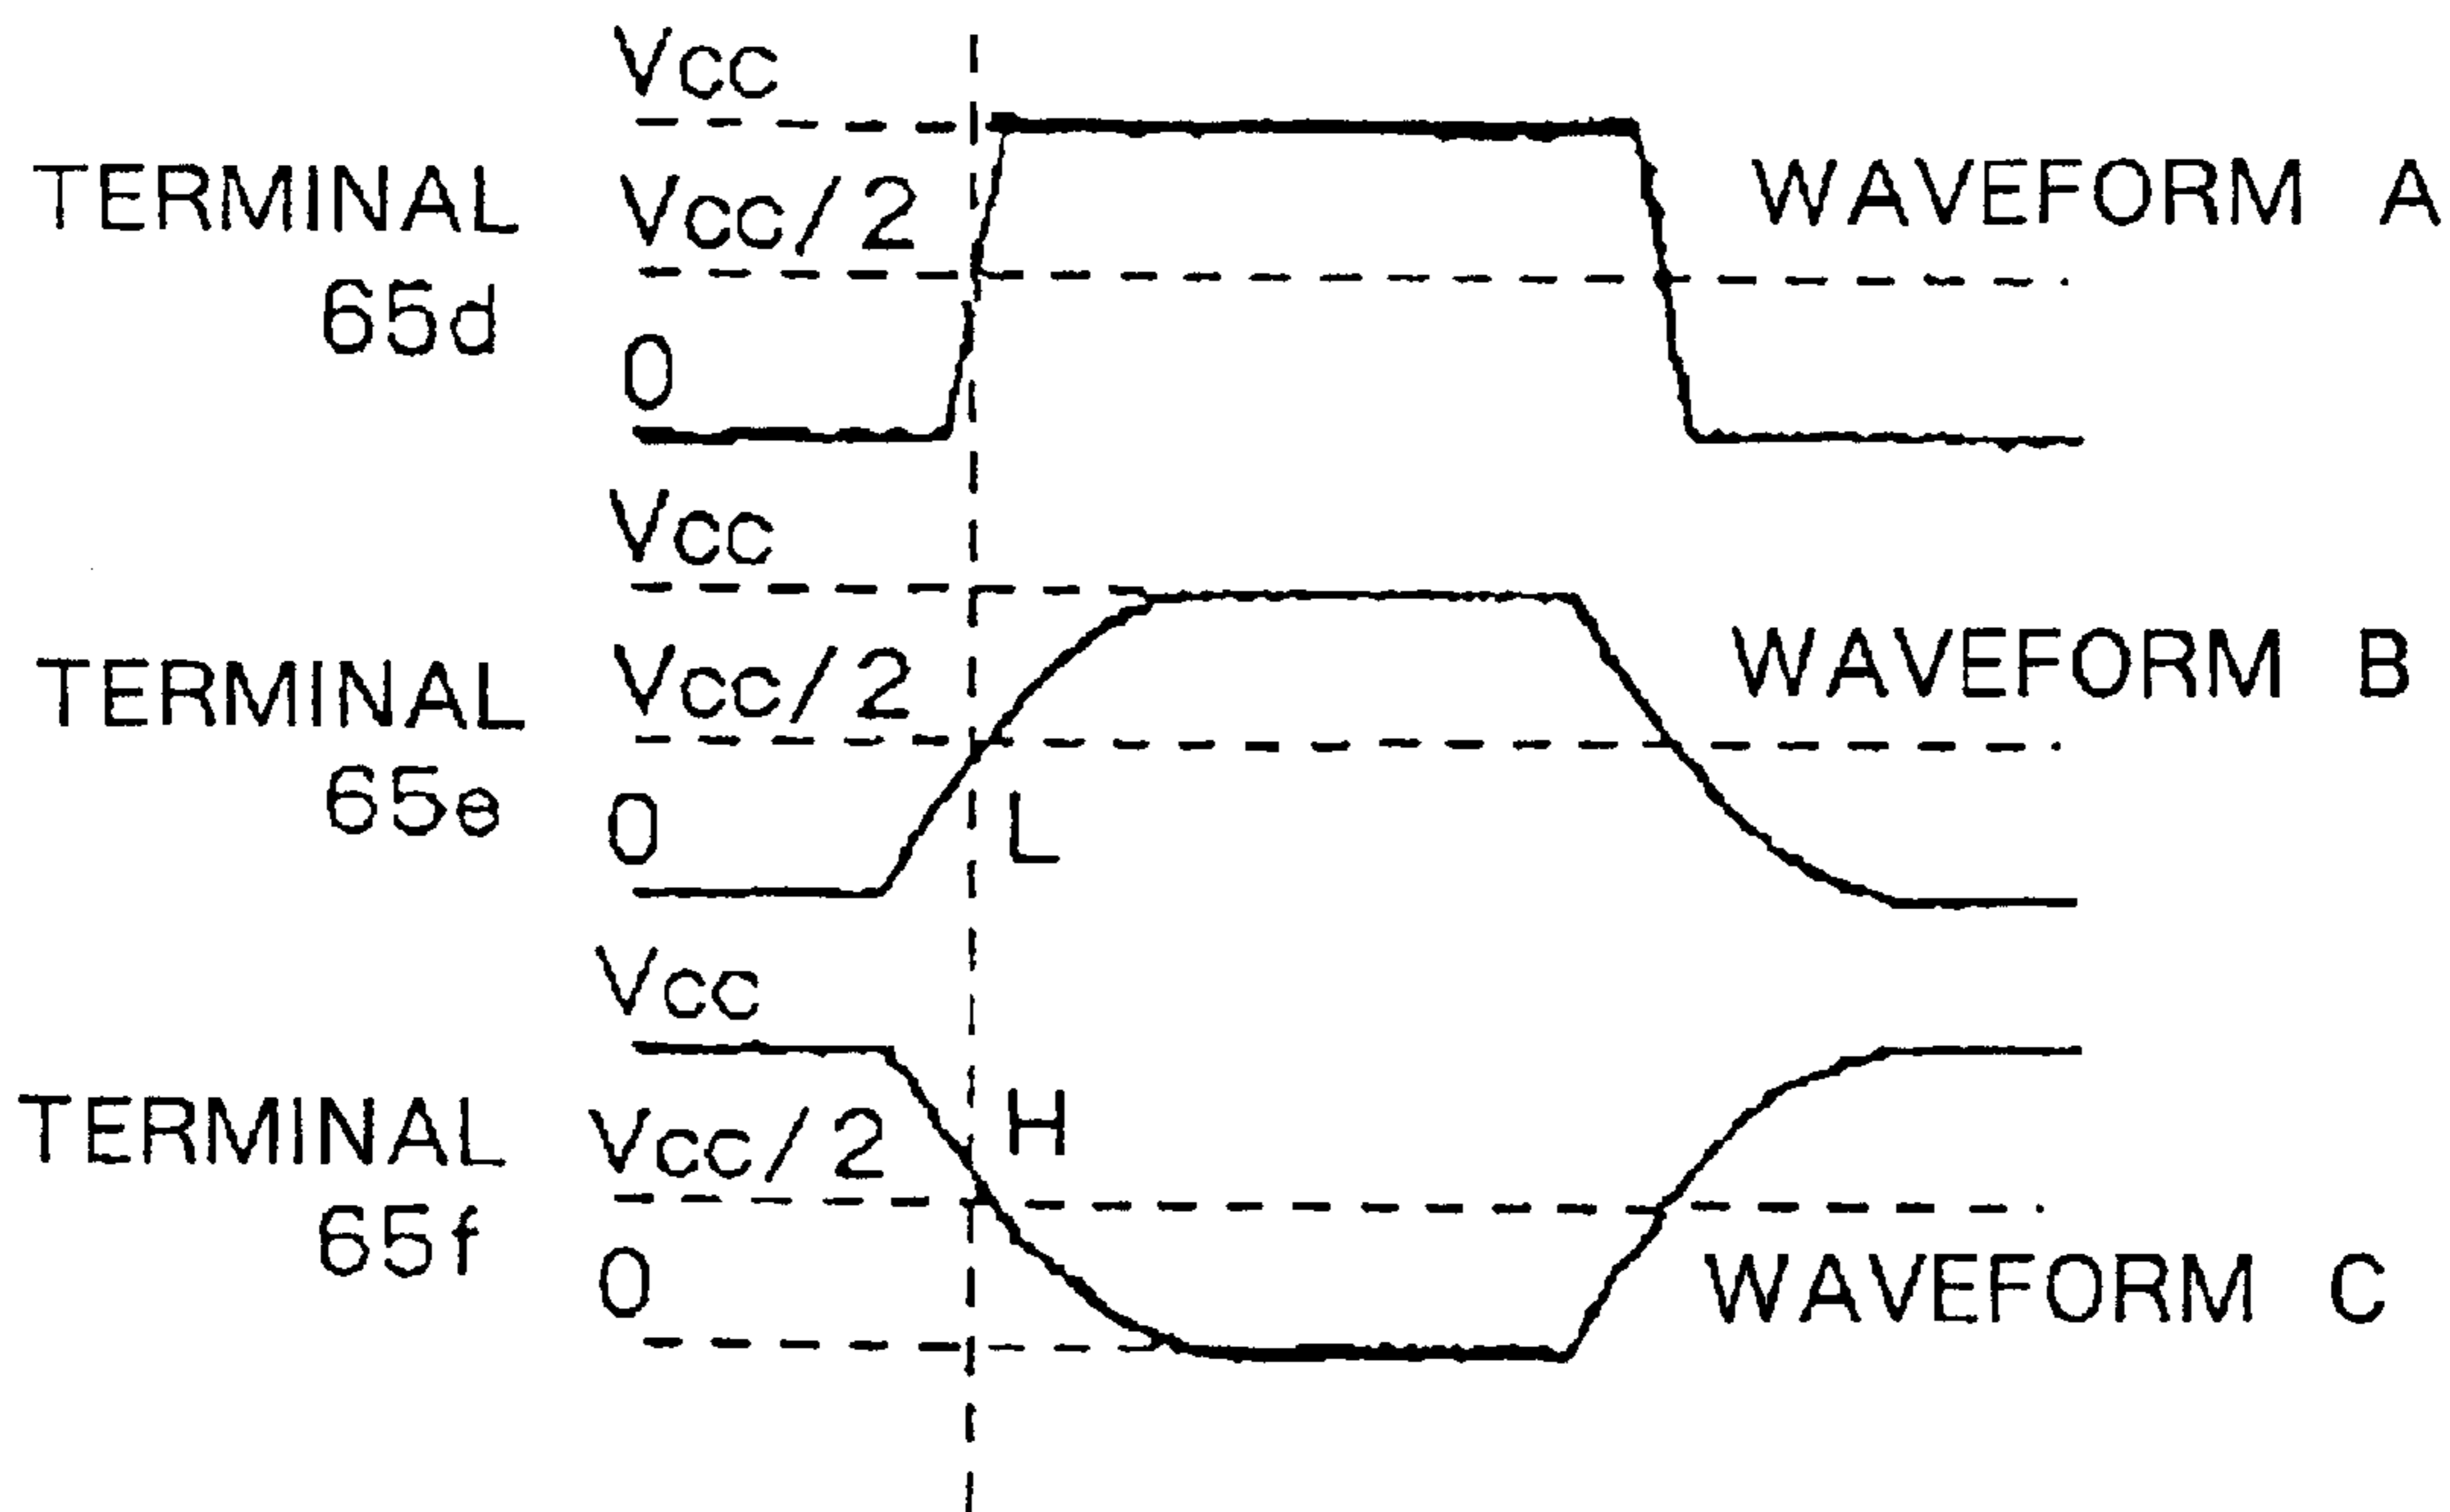 Vcc
TERMINAL
65d
Vcc/2
0
WAVEFORM A
Vcc
TERMINAL
65e
Vcc/2
0
L
WAVEFORM B
Vcc
TERMINAL
65f
Vcc/2
H
0
WAVEFORM C